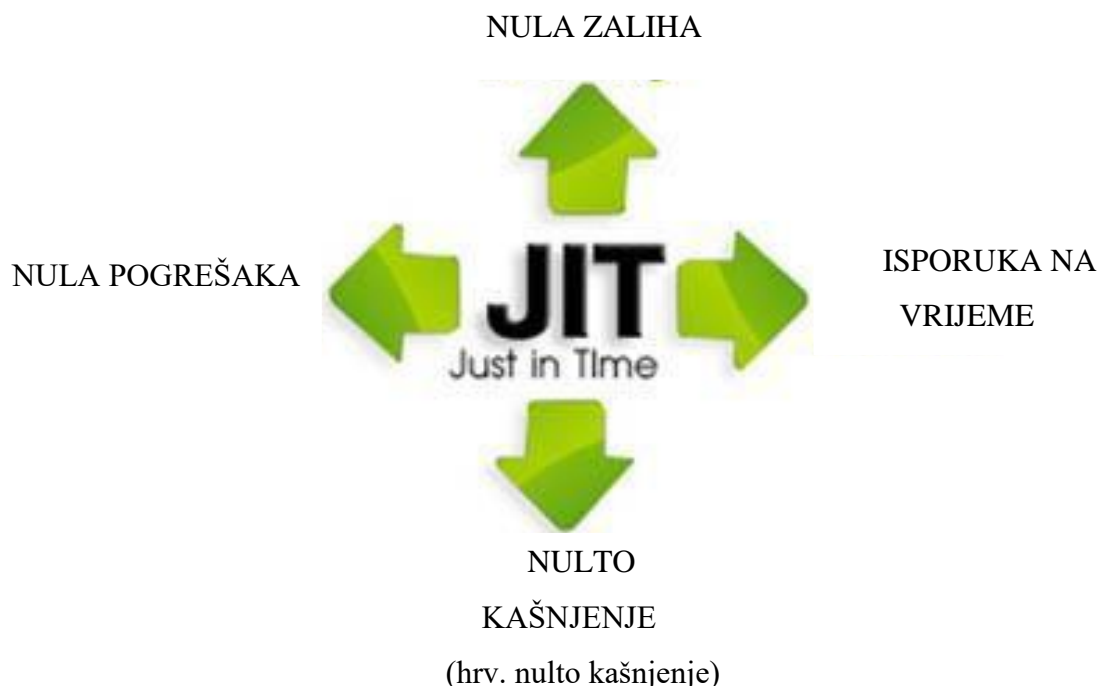 NULA ZALIHA
NULA POGREŠAKA
JIT
Just in TIme
ISPORUKA NA
VRIJEME
NULTO
KAŠNJENJE
(hrv. nulto kašnjenje)